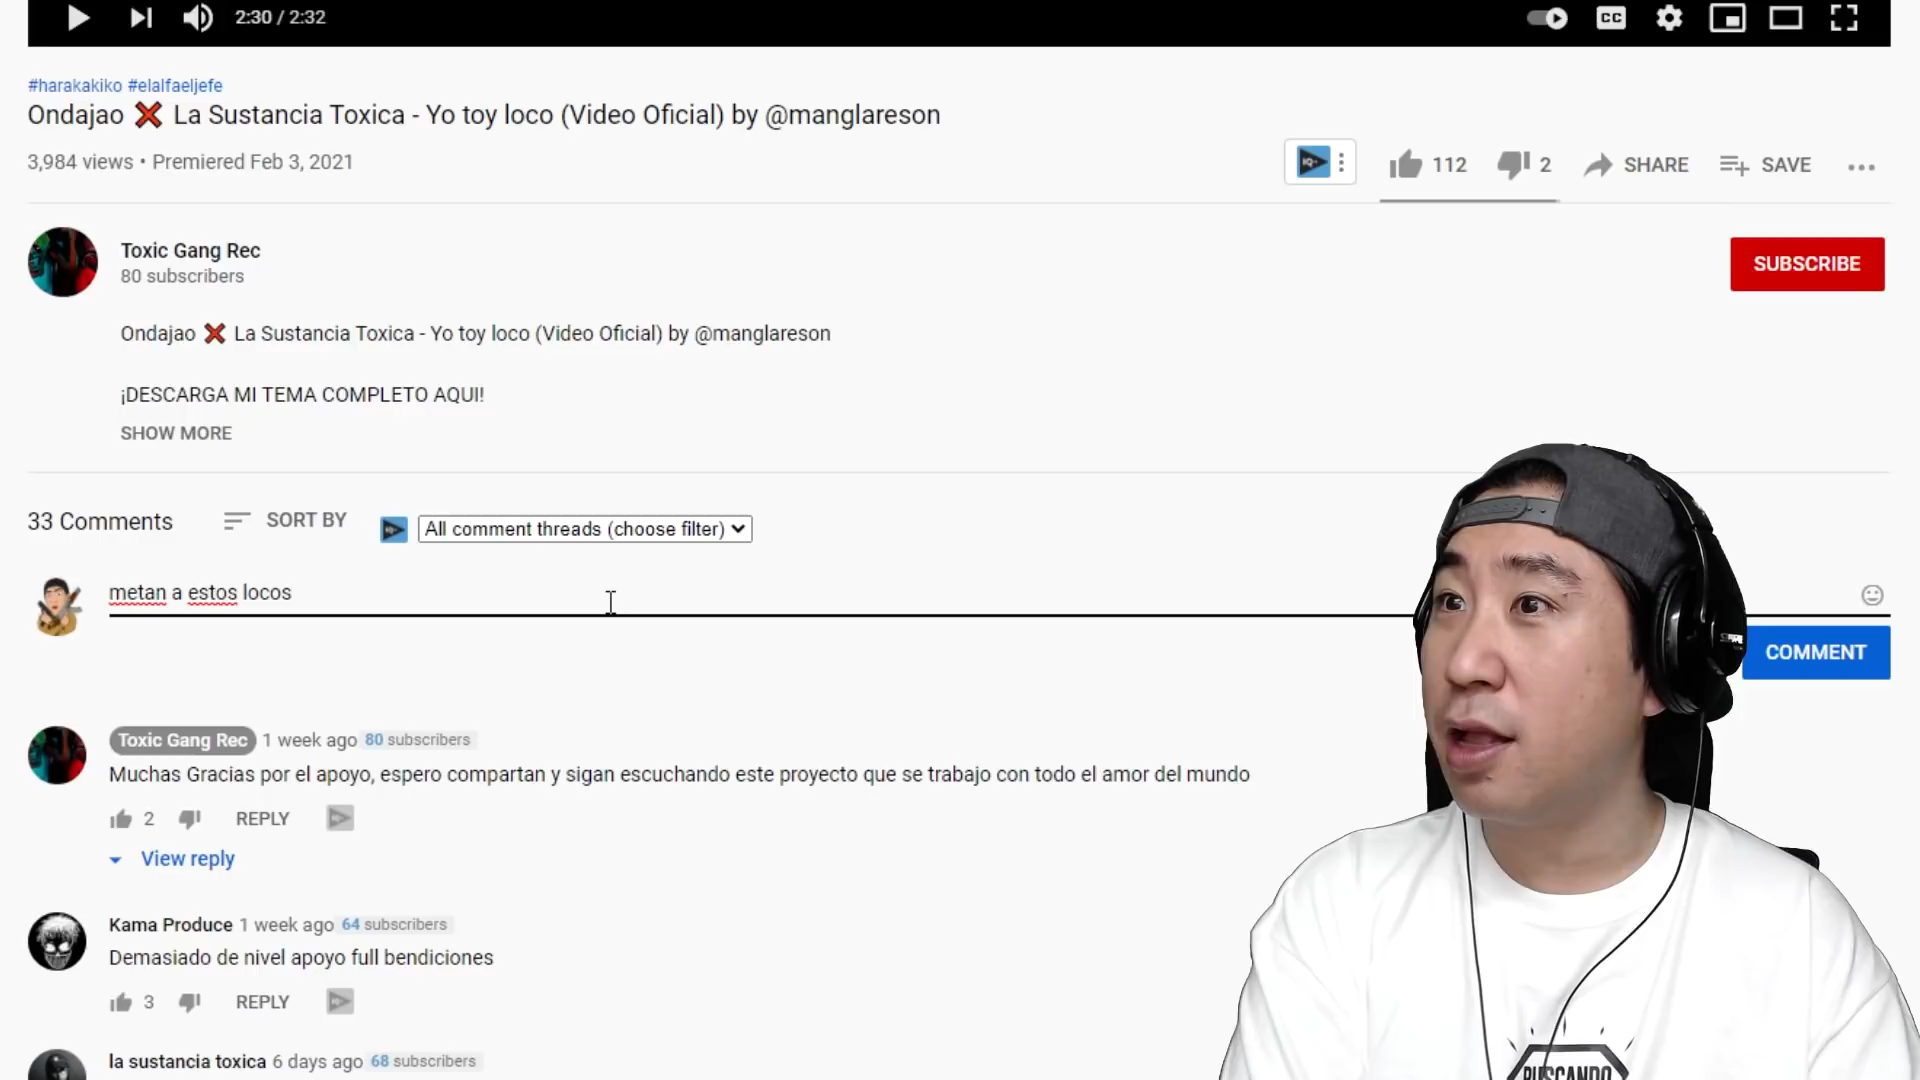 2:30 / 2:32
CC
#harakakiko #elalfaeljefe
Ondajao ❌ La Sustancia Toxica - Yo toy loco (Video Oficial) by @manglareson
3,984 views • Premiered Feb 3, 2021
112
2
SHARE
SAVE
Toxic Gang Rec
80 subscribers
SUBSCRIBE
Ondajao ❌ La Sustancia Toxica - Yo toy loco (Video Oficial) by @manglareson
¡DESCARGA MI TEMA COMPLETO AQUI!
SHOW MORE
33 Comments
SORT BY
All comment threads (choose filter)
metan a estos locos
COMMENT
Toxic Gang Rec 1 week ago 80 subscribers
Muchas Gracias por el apoyo, espero compartan y sigan escuchando este proyecto que se trabajo con todo el amor del mundo
2
REPLY
View reply
Kama Produce 1 week ago 64 subscribers
Demasiado de nivel apoyo full bendiciones
3
REPLY
la sustancia toxica 6 days ago 68 subscribers
BUSCANDO